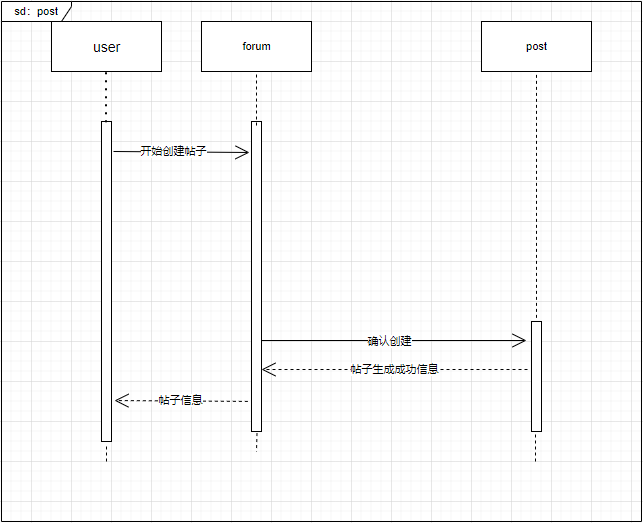 sd: post
user
forum
post
开始创建帖子
确认创建
帖子生成成功信息
帖子信息